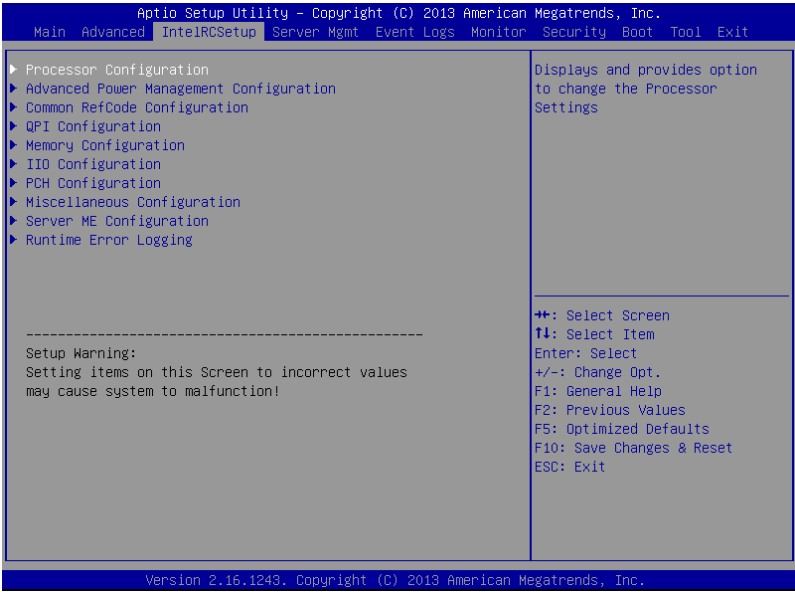 Aptio Setup Utility – Copyright (C) 2013 American Megatrends, Inc.
Main Advanced IntelRCSetup Server Mgmt Event Logs Monitor Security Boot Tool Exit
Processor Configuration
Advanced Power Management Configuration
Common RefCode Configuration
QPI Configuration
Memory Configuration
IIO Configuration
PCH Configuration
Miscellaneous Configuration
Server ME Configuration
Runtime Error Logging
--------------------------------------------------
Setup Warning:
Setting items on this Screen to incorrect values
may cause system to malfunction!
Displays and provides option
to change the Processor
Settings
→←: Select Screen
↑↓: Select Item
Enter: Select
+/-: Change Opt.
F1: General Help
F2: Previous Values
F5: Optimized Defaults
F10: Save Changes & Reset
ESC: Exit
Version 2.16.1243. Copyright (C) 2013 American Megatrends, Inc.